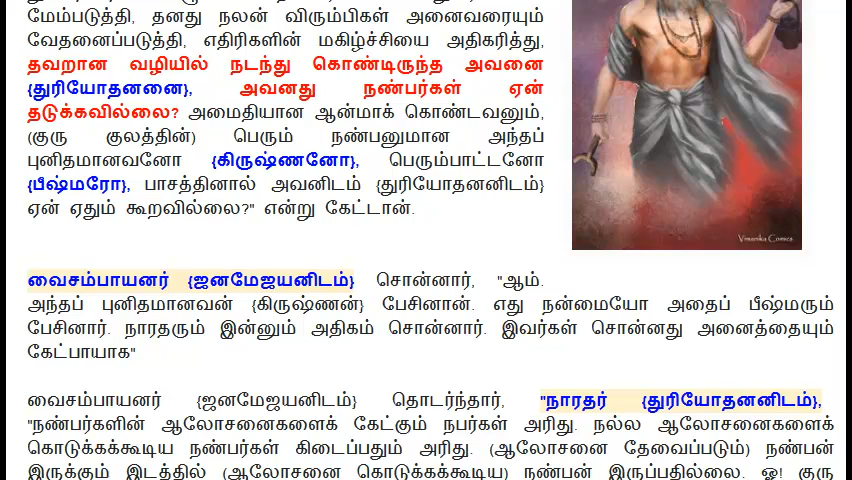 மேம்படுத்தி, தனது நலன் விரும்பிகள் அனைவரையும்
வேதனைப்படுத்தி, எதிரிகளின் மகிழ்ச்சியை அதிகரித்து,
தவறான வழியில் நடந்து கொண்டிருந்த அவனை
{துரியோதனனை}, அவனது நண்பர்கள் ஏன்
தடுக்கவில்லை? அமைதியான ஆன்மாக் கொண்டவனும்,
(குரு குலத்தின்) பெரும் நண்பனுமான அந்தப்
புனிதமானவனோ {கிருஷ்ணனோ}, பெரும்பாட்டனோ
{பீஷ்மரோ}, பாசத்தினால் அவனிடம் {துரியோதனனிடம்}
ஏன் ஏதும் கூறவில்லை?" என்று கேட்டான்.
Vimanika Comics
வைசம்பாயனர் {ஜனமேஜயனிடம்} சொன்னார், "ஆம்.
அந்தப் புனிதமானவன் {கிருஷ்ணன்} பேசினான். எது நன்மையோ அதைப் பீஷ்மரும்
பேசினார். நாரதரும் இன்னும் அதிகம் சொன்னார். இவர்கள் சொன்னது அனைத்தையும்
கேட்பாயாக"
வைசம்பாயனர் {ஜனமேஜயனிடம்} தொடர்ந்தார், "நாரதர் {துரியோதனனிடம்},
"நண்பர்களின் ஆலோசனைகளைக் கேட்கும் நபர்கள் அரிது. நல்ல ஆலோசனைகளைக்
கொடுக்கக்கூடிய நண்பர்கள் கிடைப்பதும் அரிது. (ஆலோசனை தேவைப்படும்) நண்பன்
இருக்கும் இடத்தில் (ஆலோசனை கொடுக்கக்கூடிய) நண்பன் இருப்பதில்லை. ஓ! குரு